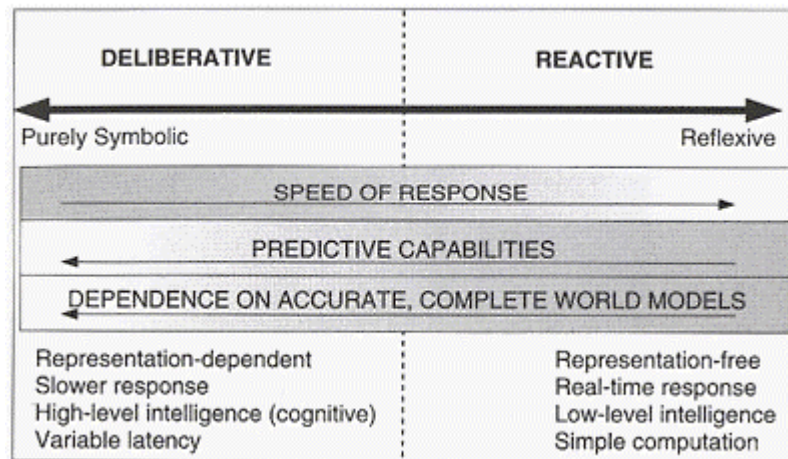 DELIBERATIVE
REACTIVE
Purely Symbolic
Reflexive
SPEED OF RESPONSE
PREDICTIVE CAPABILITIES
DEPENDENCE ON ACCURATE, COMPLETE WORLD MODELS
Representation-dependent
Slower response
High-level intelligence (cognitive)
Variable latency
Representation-free
Real-time response
Low-level intelligence
Simple computation